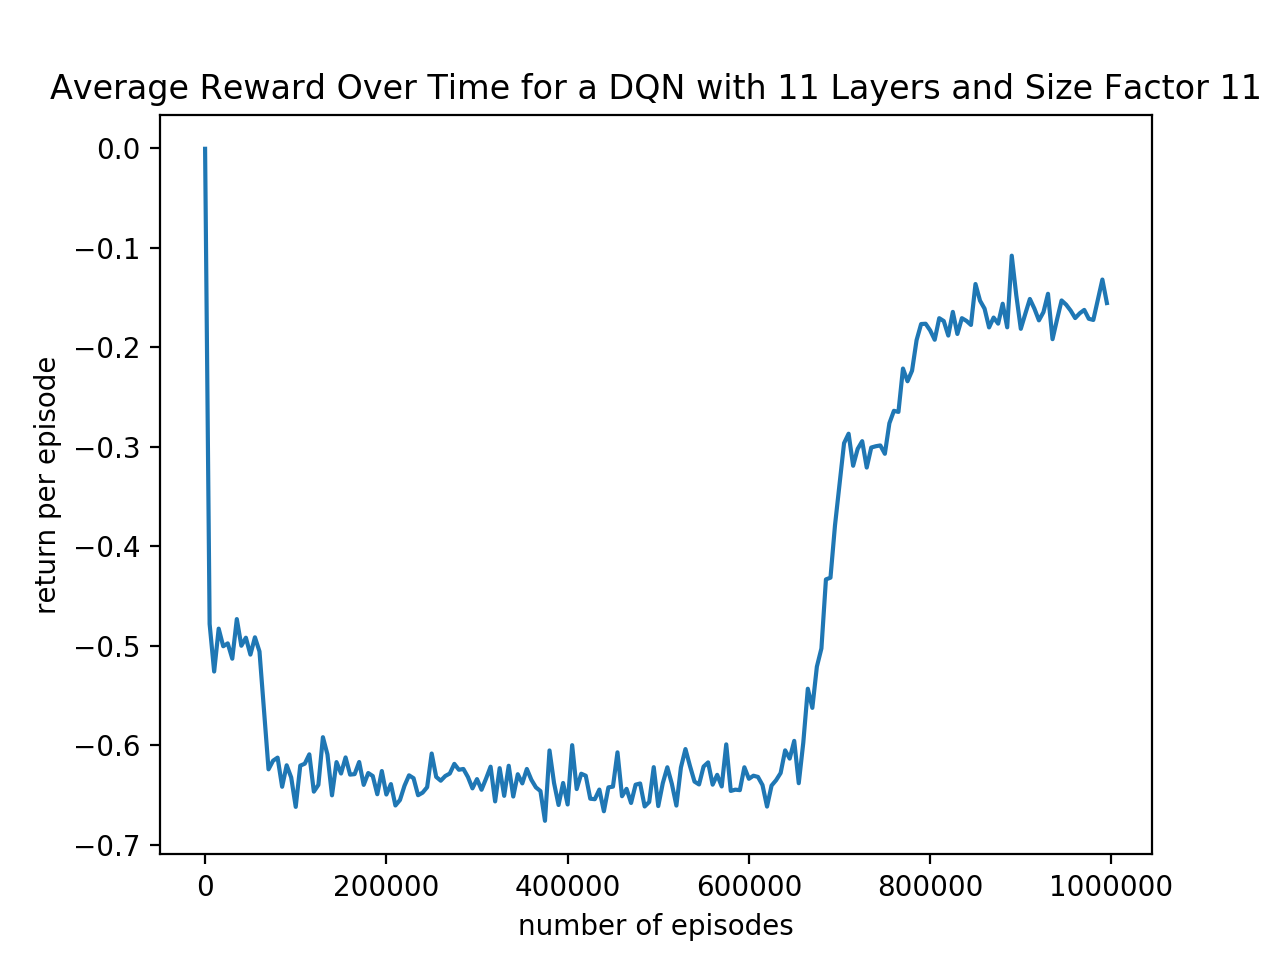 Average Reward Over Time for a DQN with 11 Layers and Size Factor 11
0.0
−0.1
−0.2
−0.3
−0.4
−0.5
−0.6
−0.7
return per episode
0 200000 400000 600000 800000 1000000
number of episodes